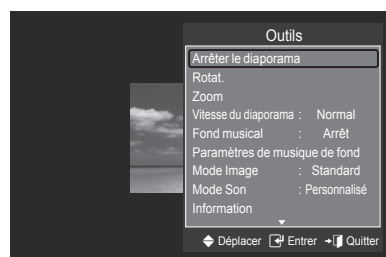 Outils
Arrêter le diaporama
Rotat.
Zoom
Vitesse du diaporama : Normal
Fond musical : Arrêt
Paramètres de musique de fond
Mode Image : Standard
Mode Son : Personnalisé
Information
Déplacer Entrer Quitter